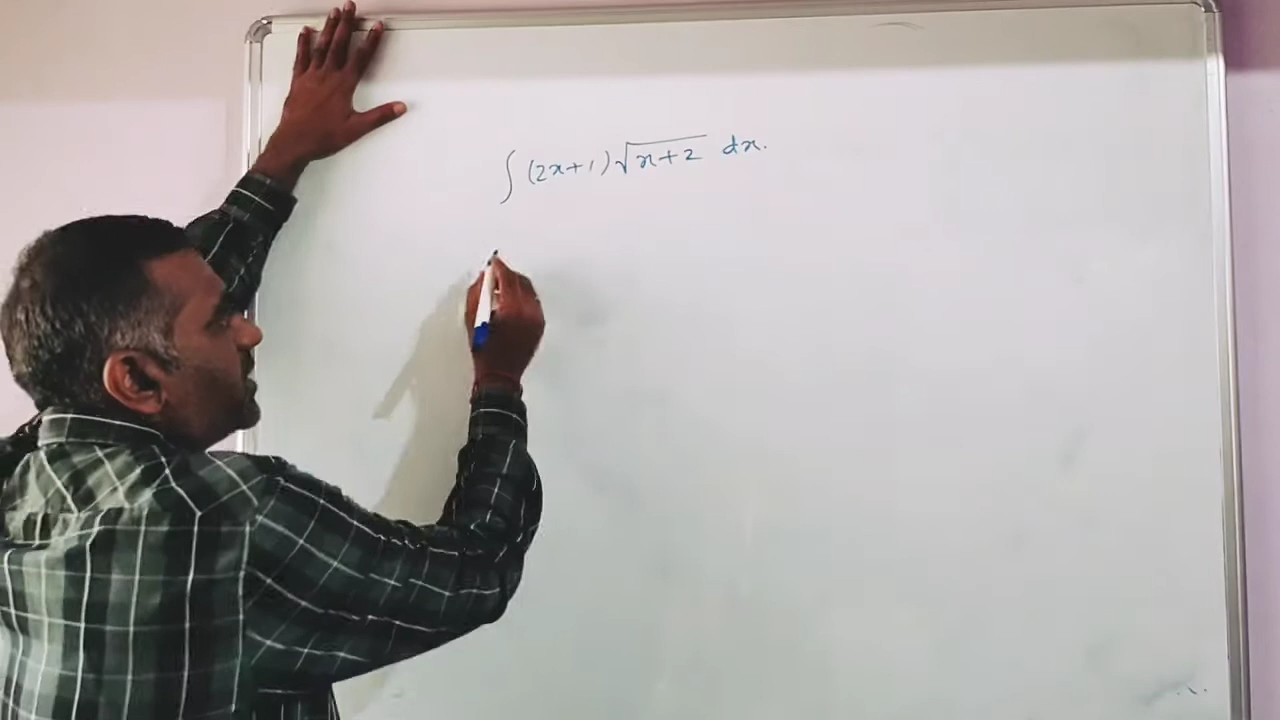 ∫ (2x+1)√(x+2) dx.